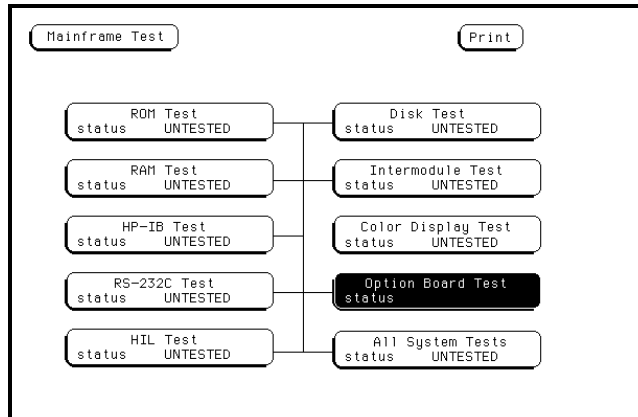 Mainframe Test
Print
ROM Test
status UNTESTED
Disk Test
status UNTESTED
RAM Test
status UNTESTED
Intermodule Test
status UNTESTED
HP-IB Test
status UNTESTED
Color Display Test
status UNTESTED
RS-232C Test
status UNTESTED
Option Board Test
status
HIL Test
status UNTESTED
All System Tests
status UNTESTED